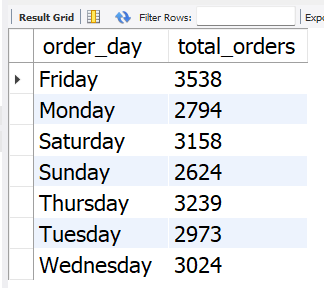 Result Grid Filter Rows: Expo
order_day total_orders
Friday 3538
Monday 2794
Saturday 3158
Sunday 2624
Thursday 3239
Tuesday 2973
Wednesday 3024